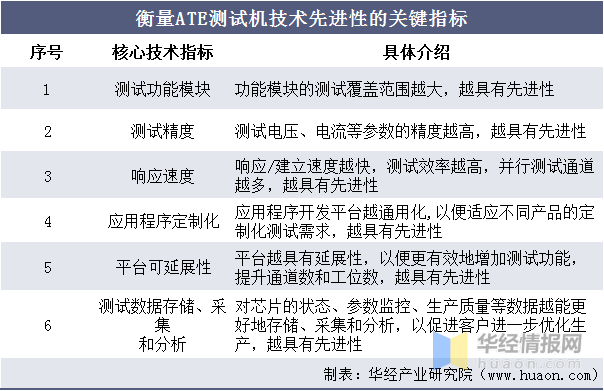 衡量ATE测试机技术先进性的关键指标
序号 核心技术指标 具体介绍
1 测试功能模块 功能模块的测试覆盖范围越大，越具有先进性
2 测试精度 测试电压、电流等参数的精度越高，越具有先进性
3 响应速度 响应/建立速度越快，测试效率越高，并行测试通道
越多，越具有先进性
4 应用程序定制化 应用程序开发平台越通用化,以便适应不同产品的定
制化测试需求，越具有先进性
5 平台可延展性 平台越具有延展性，以便更有效地增加测试功能，
提升通道数和工位数，越具有先进性
6 测试数据存储、采
集
和分析 对芯片的状态、参数监控、生产质量等数据越能更
好地存储、采集和分析，以促进客户进一步优化生
产，越具有先进性
华经情报网
huaon.com
制表：华经产业研究院（www.huaon.com）